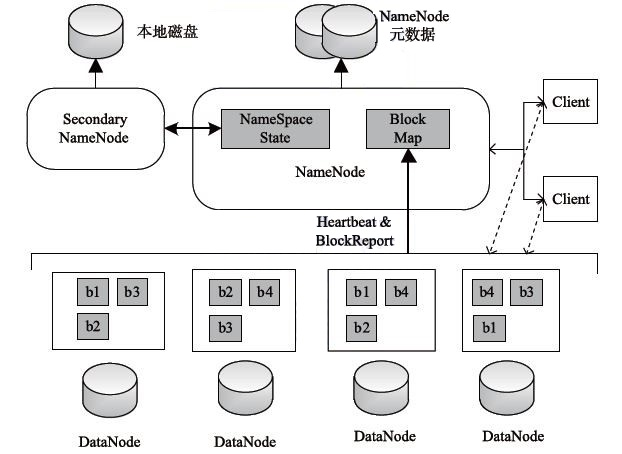 本地磁盘
NameNode
元数据
Secondary
NameNode
NameSpace
State
Block
Map
NameNode
Client
Client
Heartbeat &
BlockReport
b1 b3
b2
b2 b4
b3
b1 b4
b2
b4 b3
b1
DataNode
DataNode
DataNode
DataNode